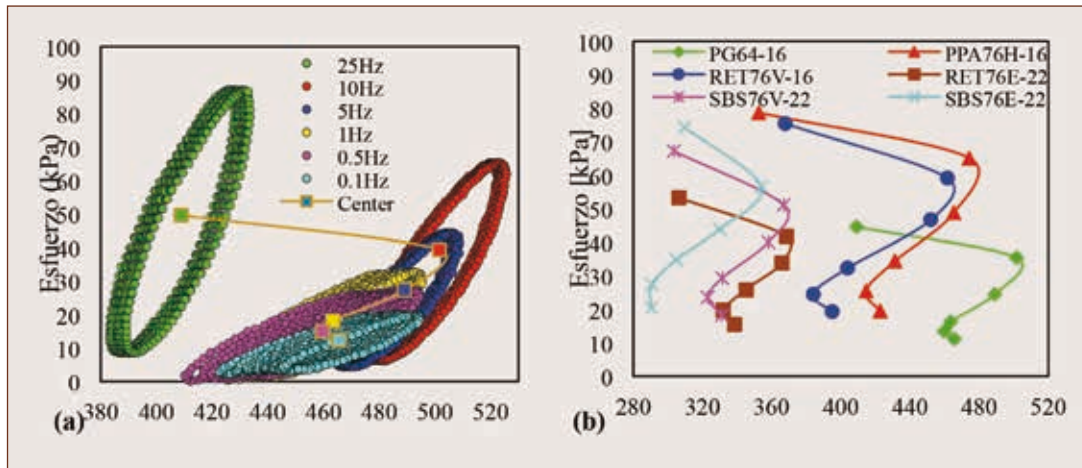 100
90
80
70
60
50
40
30
20
10
0
Esfuerzo (kPa)
25Hz
10Hz
5Hz
1Hz
0.5Hz
0.1Hz
Center
380 400 420 440 460 480 500 520
(a)
100
90
80
70
60
50
40
30
20
10
0
Esfuerzo [kPa)
PG64-16 PPA76H-16
RET76V-16 RET76E-22
SBS76V-22 SBS76E-22
280 320 360 400 440 480 520
(b)